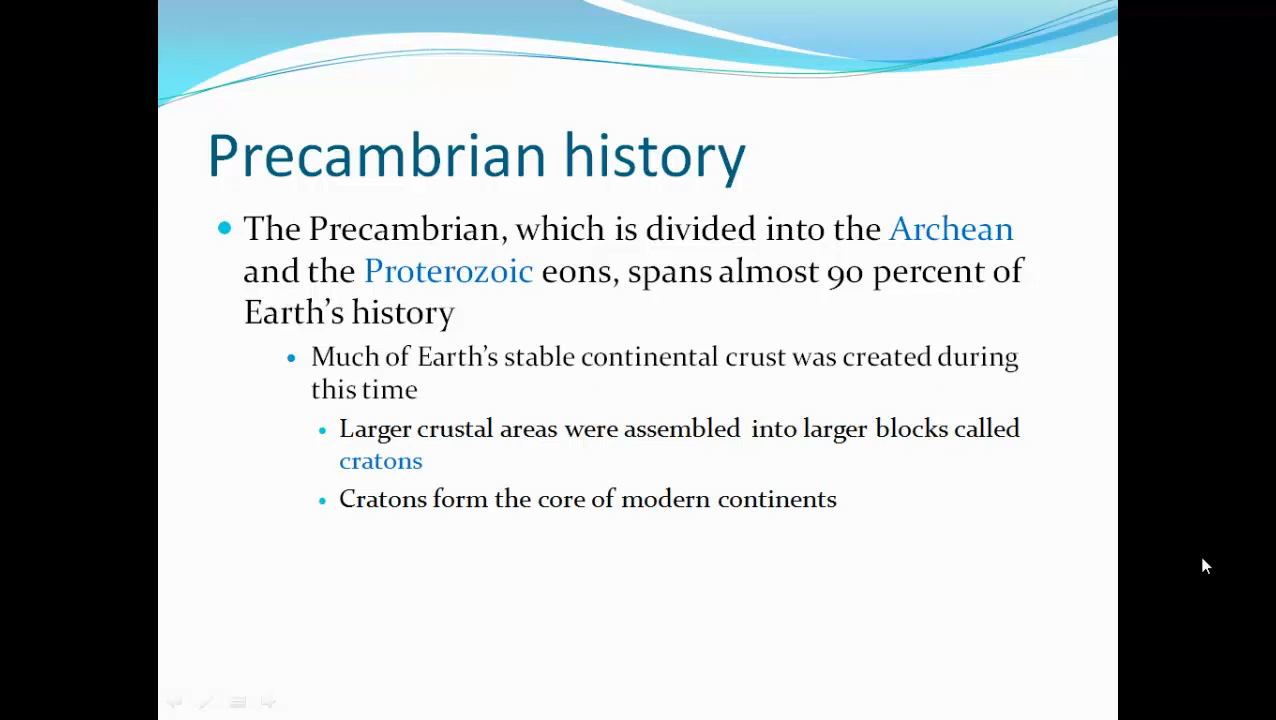 Precambrian history
• The Precambrian, which is divided into the Archean
and the Proterozoic eons, spans almost 90 percent of
Earth's history
• Much of Earth's stable continental crust was created during
this time
• Larger crustal areas were assembled into larger blocks called
cratons
• Cratons form the core of modern continents